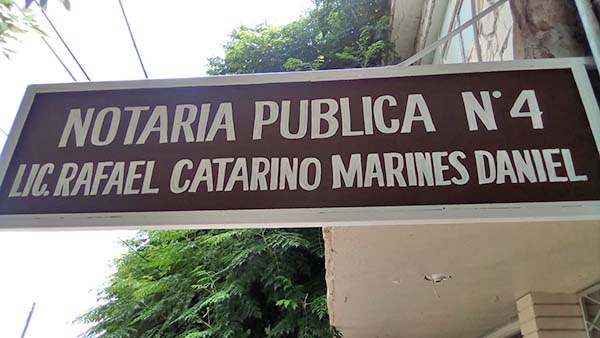 NOTARIA PUBLICA N°4
LIC. RAFAEL CATARINO MARINES DANIEL